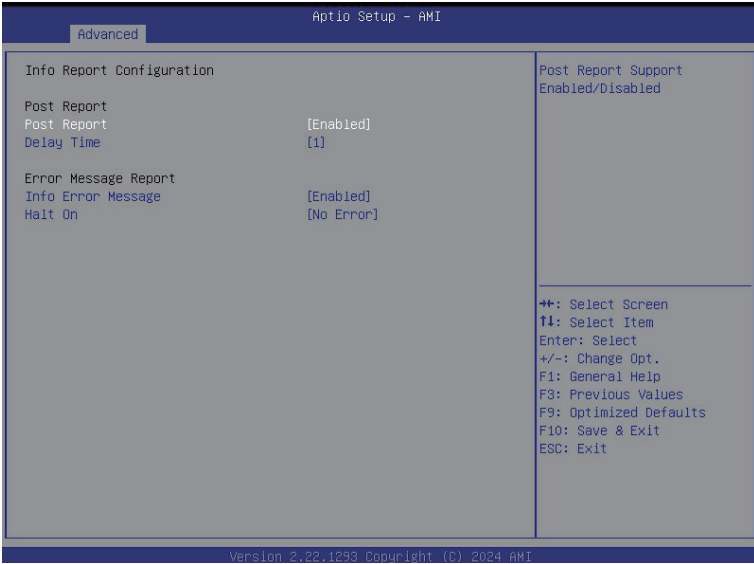 Aptio Setup – AMI
Advanced
Info Report Configuration
Post Report
Post Report [Enabled]
Delay Time [1]
Error Message Report
Info Error Message [Enabled]
Halt On [No Error]
Post Report Support
Enabled/Disabled
→←: Select Screen
↑↓: Select Item
Enter: Select
+/-: Change Opt.
F1: General Help
F3: Previous Values
F9: Optimized Defaults
F10: Save & Exit
ESC: Exit
Version 2.22.1293 Copyright (C) 2024 AMI